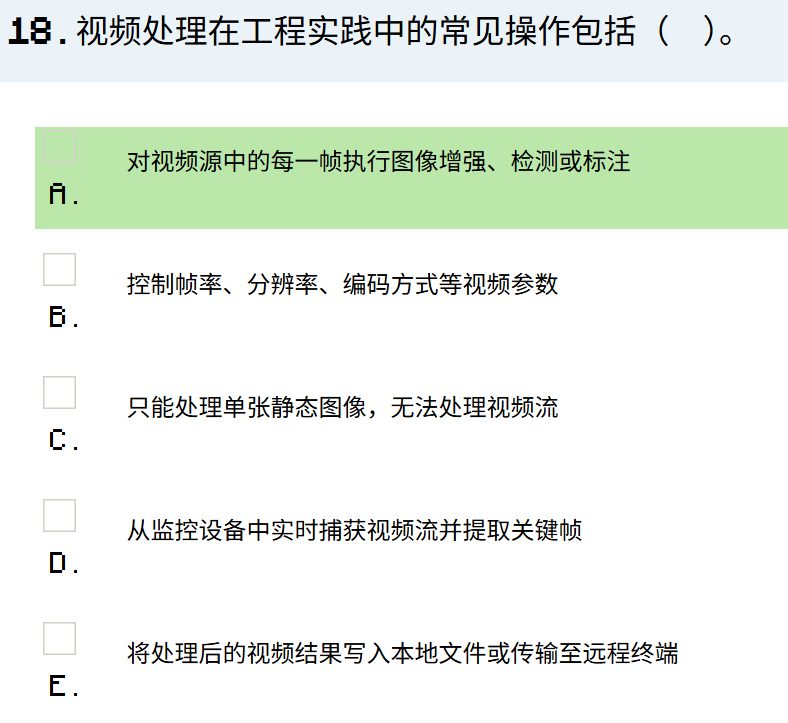 18.视频处理在工程实践中的常见操作包括（　）。
对视频源中的每一帧执行图像增强、检测或标注
A.
控制帧率、分辨率、编码方式等视频参数
B.
只能处理单张静态图像，无法处理视频流
C.
从监控设备中实时捕获视频流并提取关键帧
D.
将处理后的视频结果写入本地文件或传输至远程终端
E.